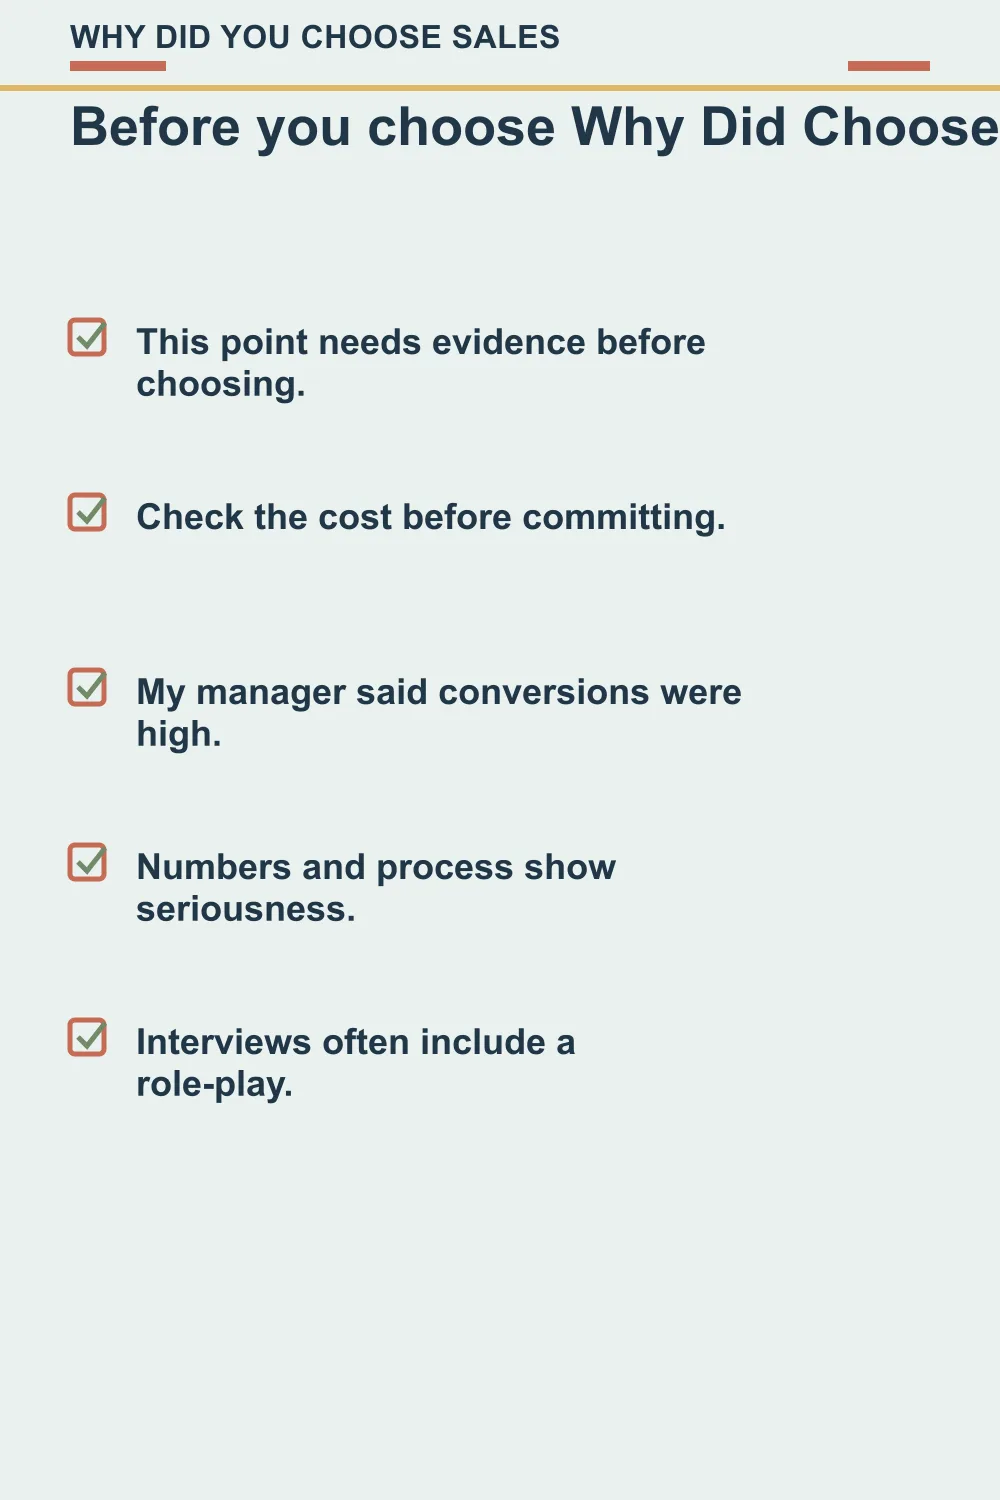 WHY DID YOU CHOOSE SALES
Before you choose Why Did Choose
This point needs evidence before
choosing.
Check the cost before committing.
My manager said conversions were
high.
Numbers and process show
seriousness.
Interviews often include a
role-play.